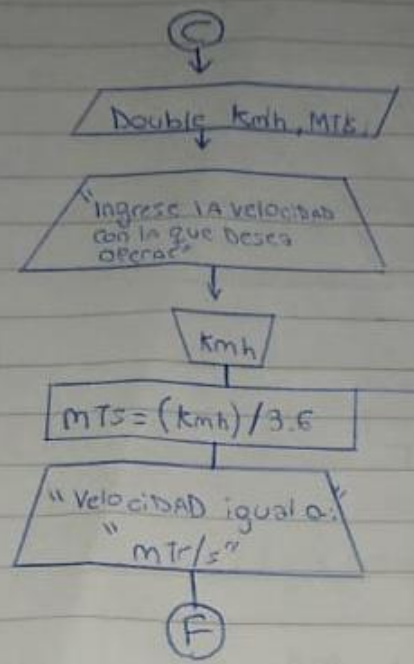 C
Double Kmh, MTs
"Ingrese lA velocidad
con la que Desea
operar"
Kmh
mTs = (Kmh) / 3.6
"VelociDAD igual a:"
" mTr/s"
F